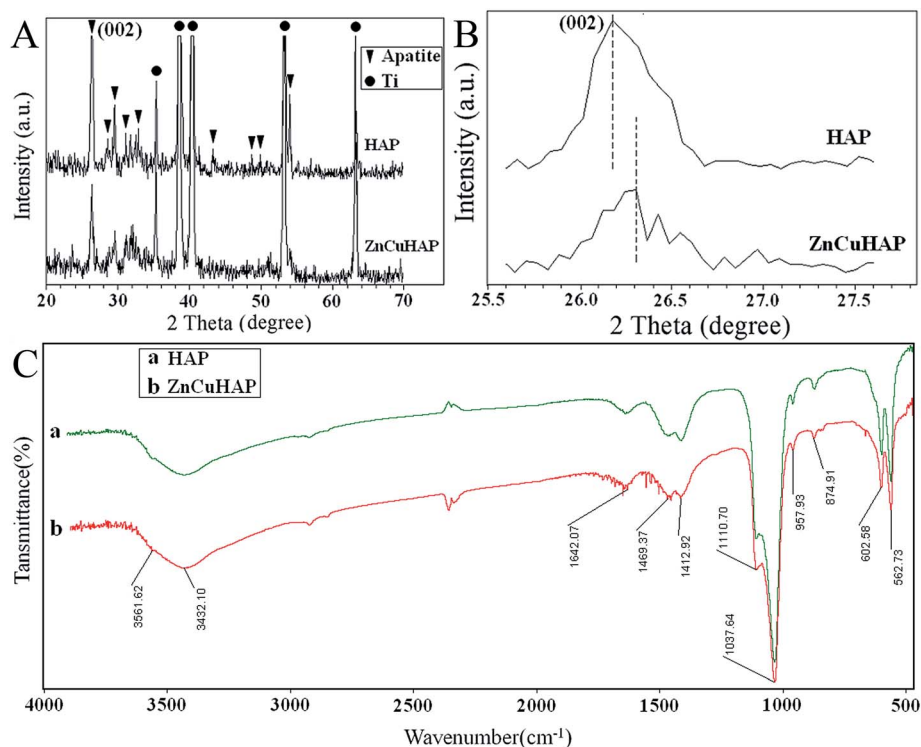 A
(002)
Apatite
Ti
HAP
ZnCuHAP
Intensity (a.u.)
20 30 40 50 60 70
2 Theta (degree)
B
(002)
HAP
ZnCuHAP
Intensity (a.u.)
25.5 26.0 26.5 27.0 27.5
2 Theta (degree)
C
a HAP
b ZnCuHAP
a
b
Tansmittance(%)
3561.62
3432.10
1642.07
1469.37
1412.92
1110.70
1037.64
957.93
874.91
602.58
562.73
4000 3500 3000 2500 2000 1500 1000 500
Wavenumber(cm-1)